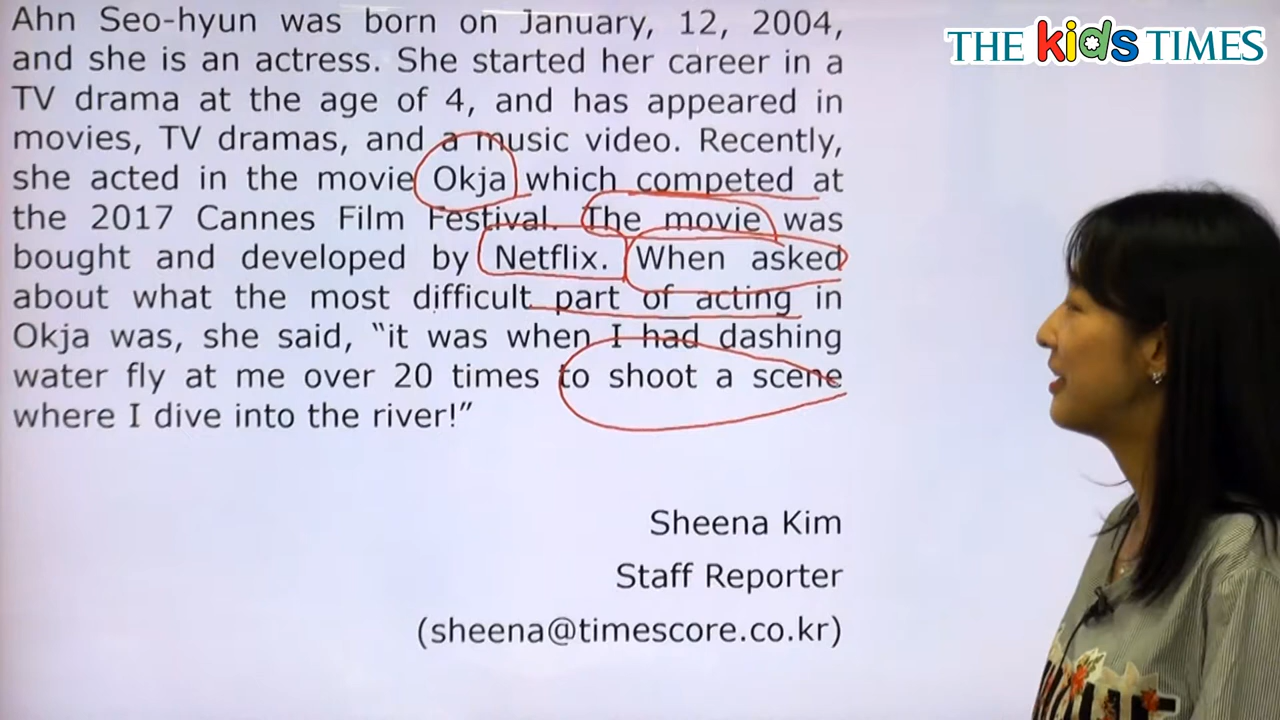 Ahn Seo-hyun was born on January, 12, 2004,
and she is an actress. She started her career in a
TV drama at the age of 4, and has appeared in
movies, TV dramas, and a music video. Recently,
she acted in the movie Okja which competed at
the 2017 Cannes Film Festival. The movie was
bought and developed by Netflix. When asked
about what the most difficult part of acting in
Okja was, she said, “it was when I had dashing
water fly at me over 20 times to shoot a scene
where I dive into the river!”
Sheena Kim
Staff Reporter
(sheena@timescore.co.kr)
THE kids TIMES